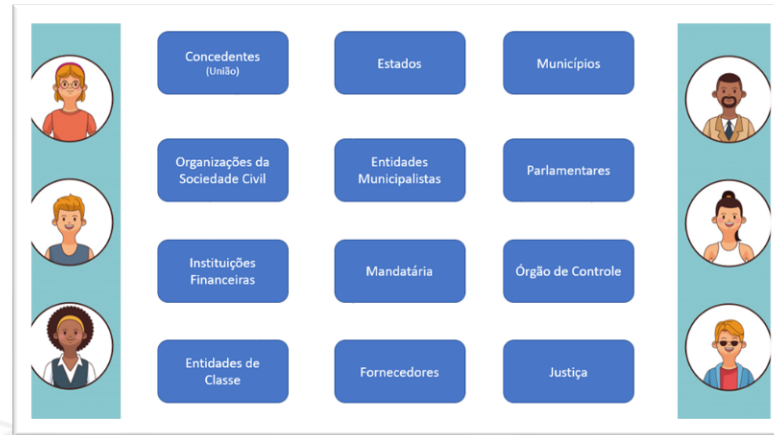 Concedentes
(União)
Estados
Municípios
Organizações da
Sociedade Civil
Entidades
Municipalistas
Parlamentares
Instituições
Financeiras
Mandatária
Órgão de Controle
Entidades de
Classe
Fornecedores
Justiça